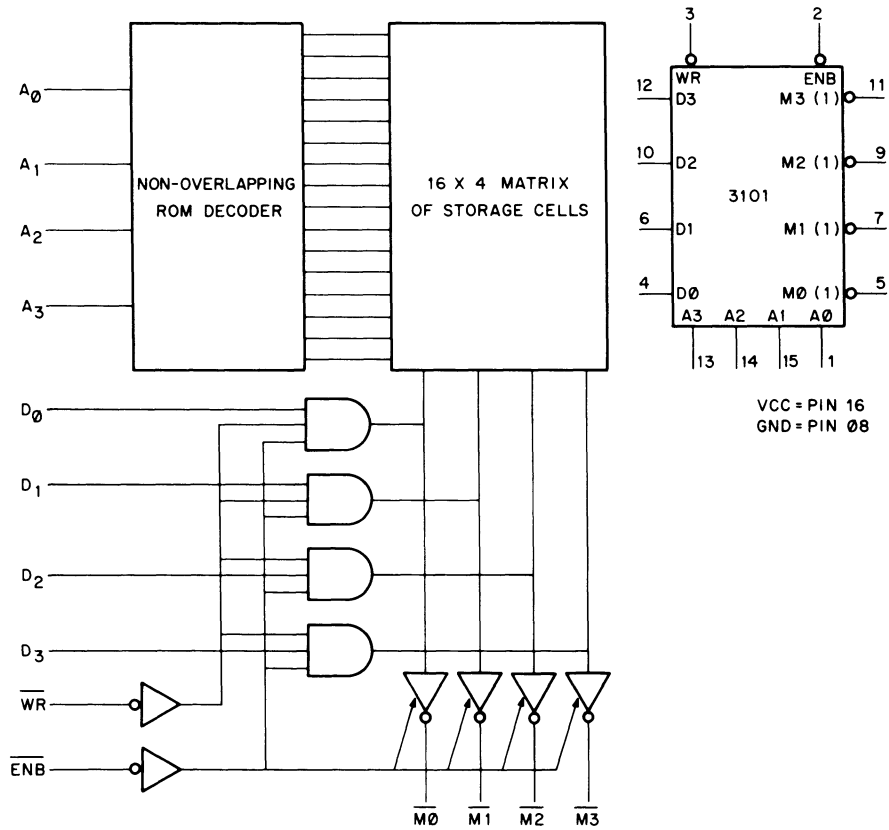 A0
A1
A2
A3
NON-OVERLAPPING
ROM DECODER
16 X 4 MATRIX
OF STORAGE CELLS
D0
D1
D2
D3
WR
ENB
M0 M1 M2 M3
3 2
WR ENB
12 D3 M3 (1) 11
10 D2 M2 (1) 9
3101
6 D1 M1 (1) 7
4 D0 M0 (1) 5
A3 A2 A1 A0
13 14 15 1
VCC = PIN 16
GND = PIN 08